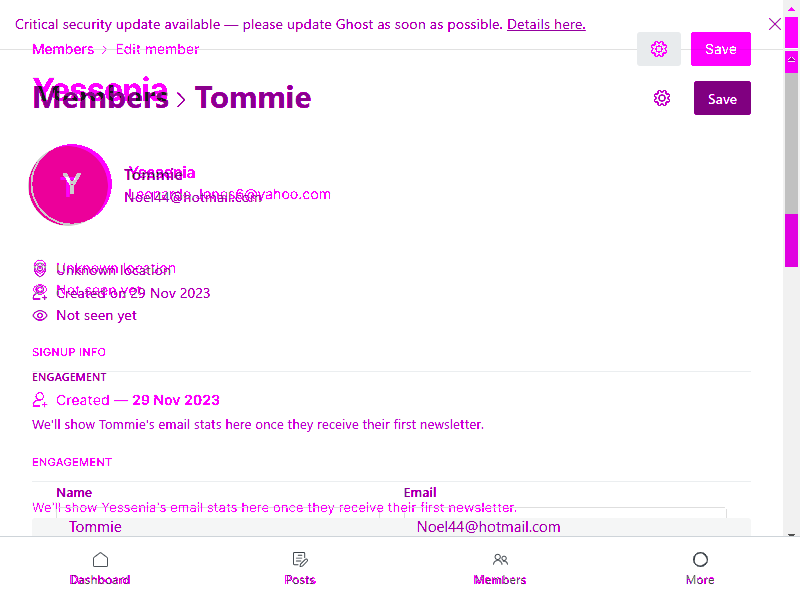 Critical security update available — please update Ghost as soon as possible. Details here.
Members > Edit member
Save
Yessenia
Members > Tommie
Save
Y
Yessenia
Tommie
Leonardo_Jones6@yahoo.com
Noel44@hotmail.com
Unknown location
Unknown location
Not seen yet
Created on 29 Nov 2023
Not seen yet
SIGNUP INFO
ENGAGEMENT
Created — 29 Nov 2023
We'll show Tommie's email stats here once they receive their first newsletter.
ENGAGEMENT
Name Email
We'll show Yessenia's email stats here once they receive their first newsletter.
Tommie Noel44@hotmail.com
Dashboard Posts Members More